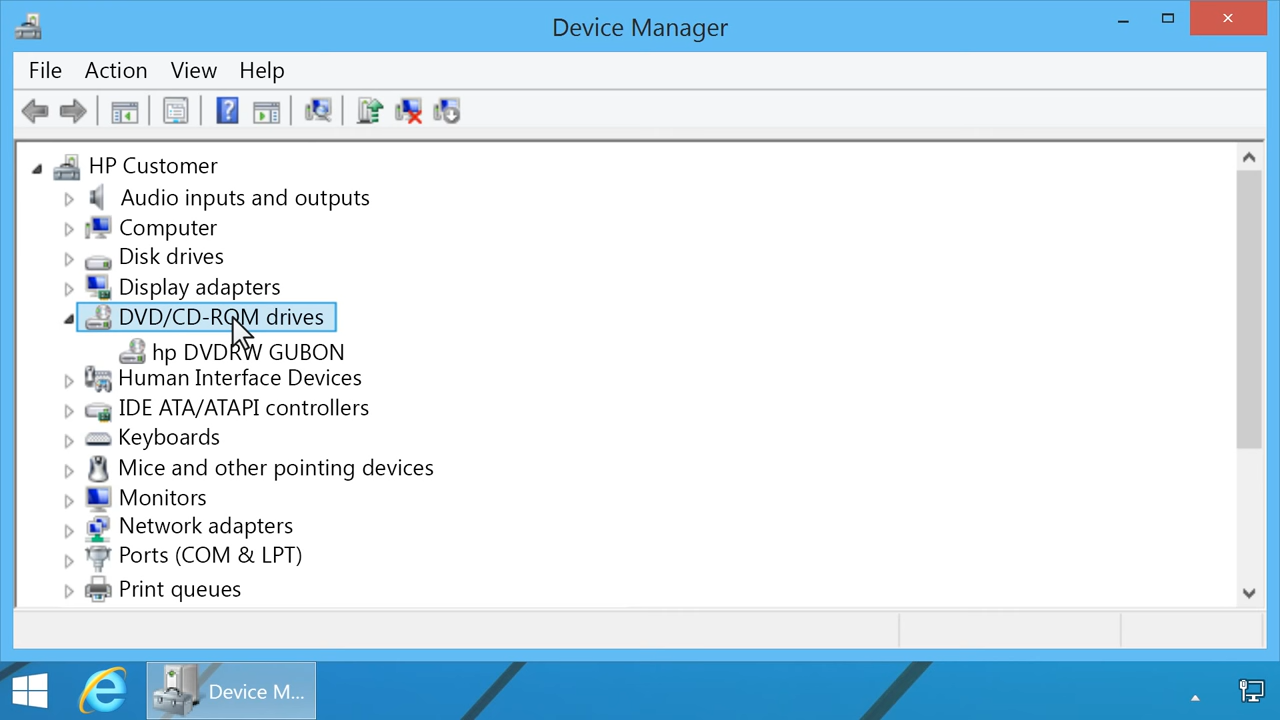 Device Manager
File Action View Help
HP Customer
Audio inputs and outputs
Computer
Disk drives
Display adapters
DVD/CD-ROM drives
hp DVDRW GUBON
Human Interface Devices
IDE ATA/ATAPI controllers
Keyboards
Mice and other pointing devices
Monitors
Network adapters
Ports (COM & LPT)
Print queues
Device M...